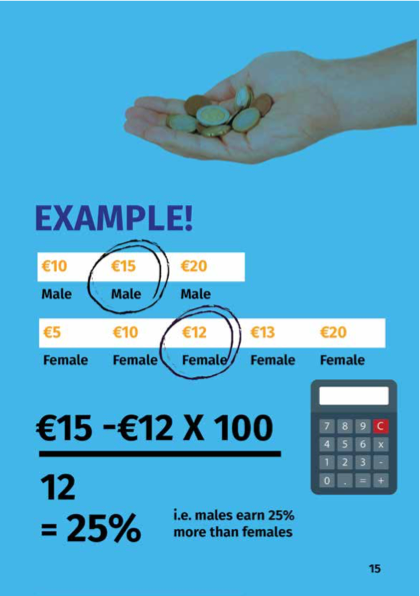 EXAMPLE!
€10 €15 €20
Male Male Male
€5 €10 €12 €13 €20
Female Female Female Female Female
€15 -€12 X 100
12
= 25%
i.e. males earn 25%
more than females
7 8 9 C
4 5 6 x
1 2 3 -
0 . = +
15